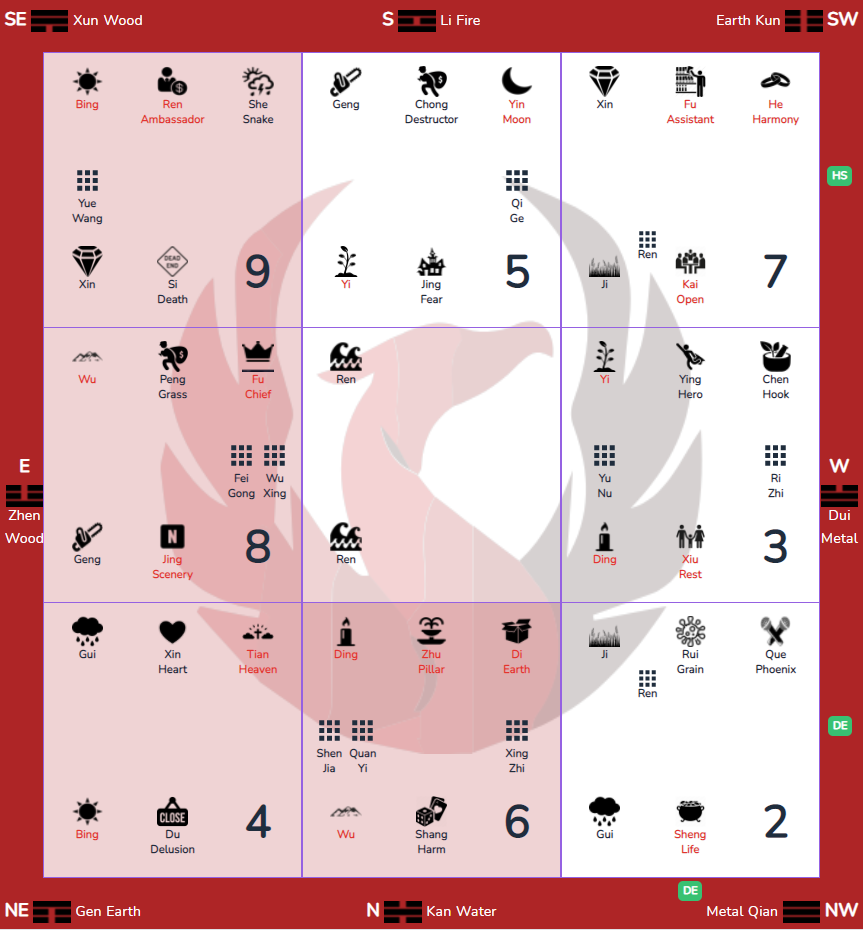 SE Xun Wood
S Li Fire
Earth Kun SW
Bing
Ren
Ambassador
She
Snake
Yue
Wang
Xin
DEAD
END
Si
Death
9
Geng
Chong
Destructor
Yin
Moon
Qi
Ge
Yi
Jing
Fear
5
Xin
Fu
Assistant
He
Harmony
Ren
Ji
Kai
Open
7
HS
E
Zhen
Wood
Wu
Peng
Grass
$
Fu
Chief
Fei
Gong
Wu
Xing
Geng
N
Jing
Scenery
8
Ren
Ren
Yi
Ying
Hero
Chen
Hook
Yu
Nu
Ri
Zhi
Ding
Xiu
Rest
3
W
Dui
Metal
Gui
Xin
Heart
Tian
Heaven
Bing
CLOSE
Du
Delusion
4
Ding
Zhu
Pillar
Di
Earth
Shen
Jia
Quan
Yi
Xing
Zhi
Wu
Shang
Harm
6
Ji
Rui
Grain
Que
Phoenix
Ren
Gui
Sheng
Life
2
DE
DE
NE Gen Earth
N Kan Water
Metal Qian NW